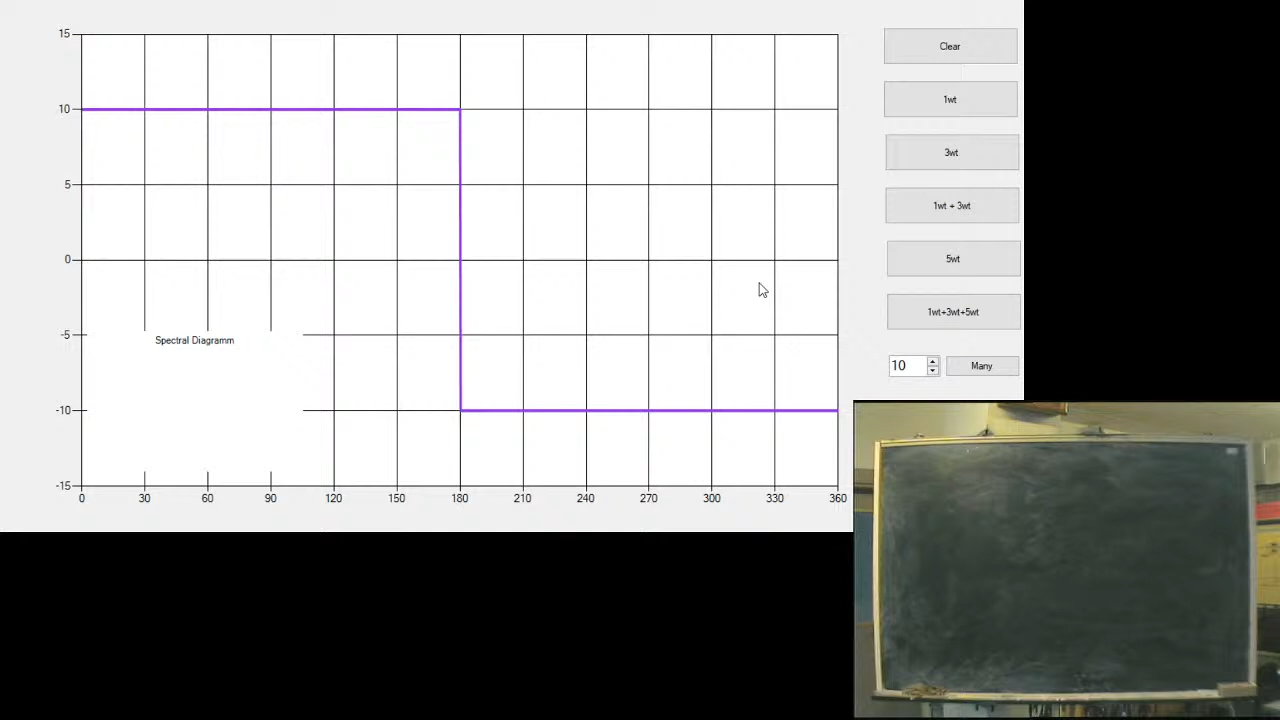 15
10
5
0
-5
-10
-15
0 30 60 90 120 150 180 210 240 270 300 330 360
Spectral Diagramm
Clear
1wt
3wt
1wt + 3wt
5wt
1wt+3wt+5wt
10 Many